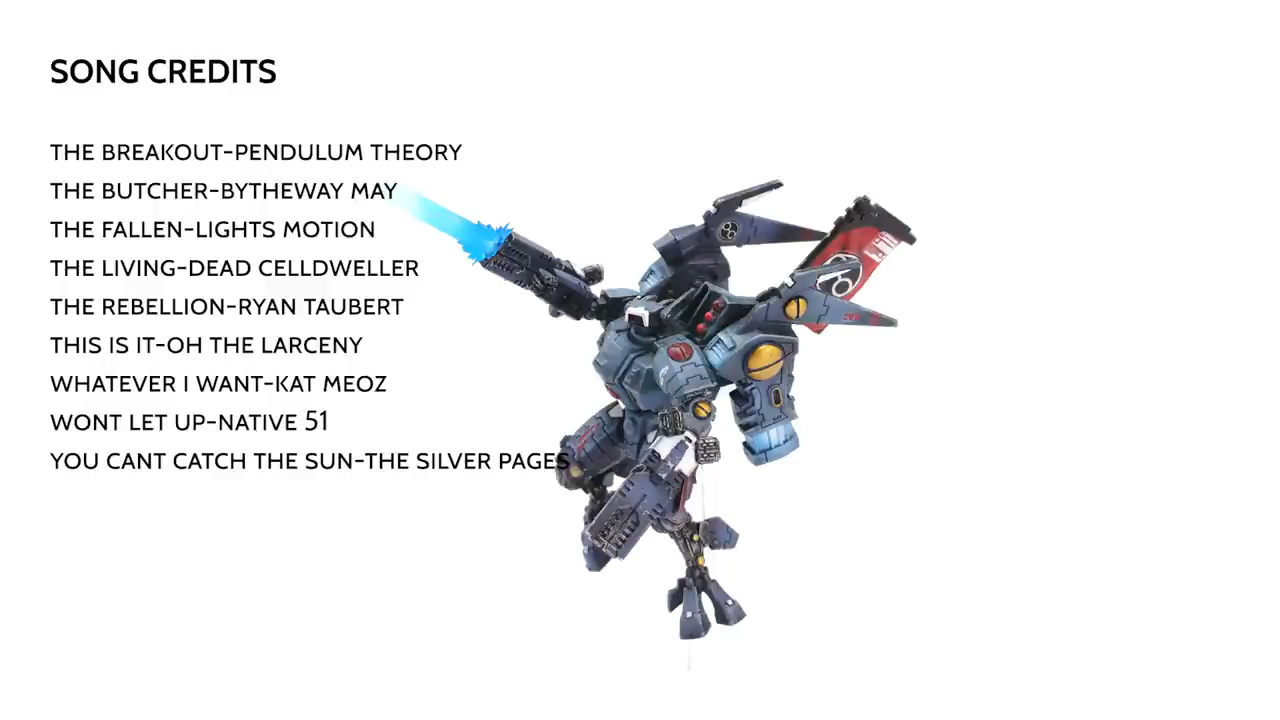 SONG CREDITS
THE BREAKOUT-PENDULUM THEORY
THE BUTCHER-BYTHEWAY MAY
THE FALLEN-LIGHTS MOTION
THE LIVING-DEAD CELLDWELLER
THE REBELLION-RYAN TAUBERT
THIS IS IT-OH THE LARCENY
WHATEVER I WANT-KAT MEOZ
WONT LET UP-NATIVE 51
YOU CANT CATCH THE SUN-THE SILVER PAGES